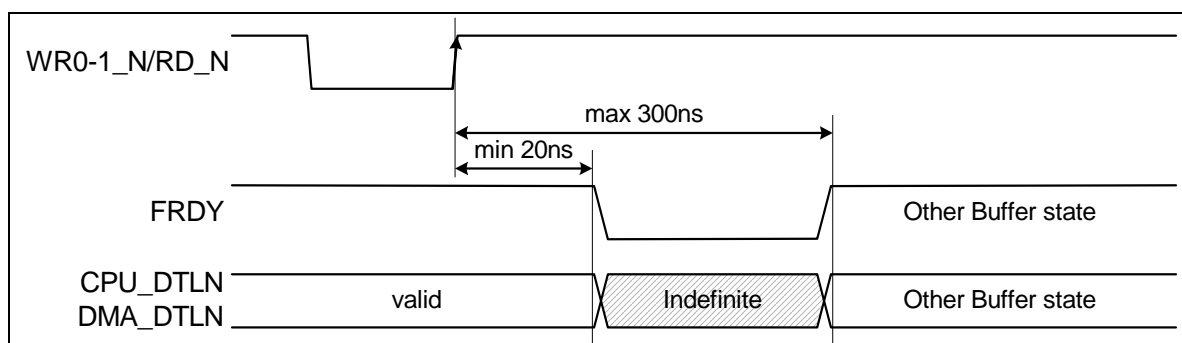 WR0-1_N/RD_N
max 300ns
min 20ns
FRDY
Other Buffer state
CPU_DTLN
DMA_DTLN
valid
Indefinite
Other Buffer state